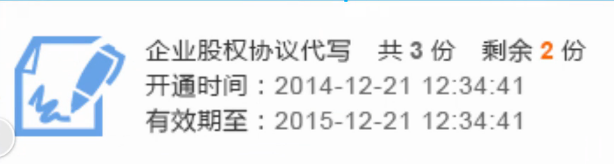 企业股权协议代写 共 3 份 剩余 2 份
开通时间：2014-12-21 12:34:41
有效期至：2015-12-21 12:34:41